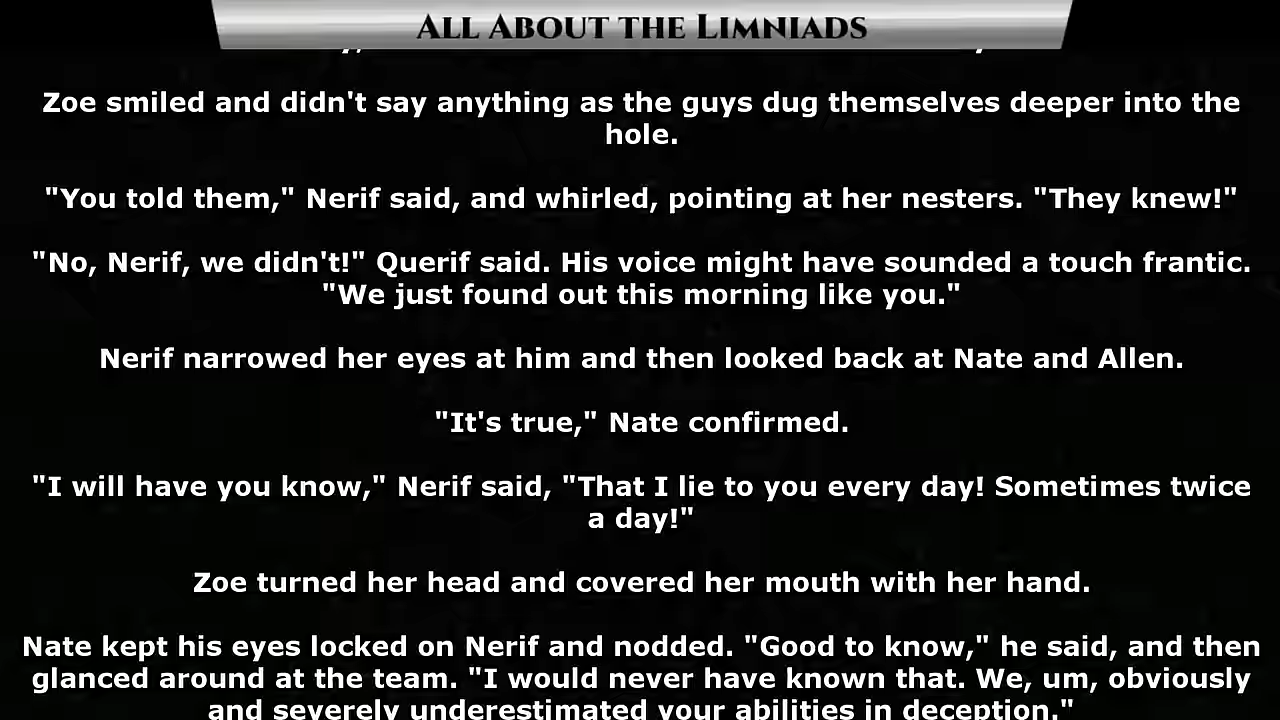 All About the Limniads
Zoe smiled and didn't say anything as the guys dug themselves deeper into the
hole.
"You told them," Nerif said, and whirled, pointing at her nesters. "They knew!"
"No, Nerif, we didn't!" Querif said. His voice might have sounded a touch frantic.
"We just found out this morning like you."
Nerif narrowed her eyes at him and then looked back at Nate and Allen.
"It's true," Nate confirmed.
"I will have you know," Nerif said, "That I lie to you every day! Sometimes twice
a day!"
Zoe turned her head and covered her mouth with her hand.
Nate kept his eyes locked on Nerif and nodded. "Good to know," he said, and then
glanced around at the team. "I would never have known that. We, um, obviously
and severely underestimated your abilities in deception."